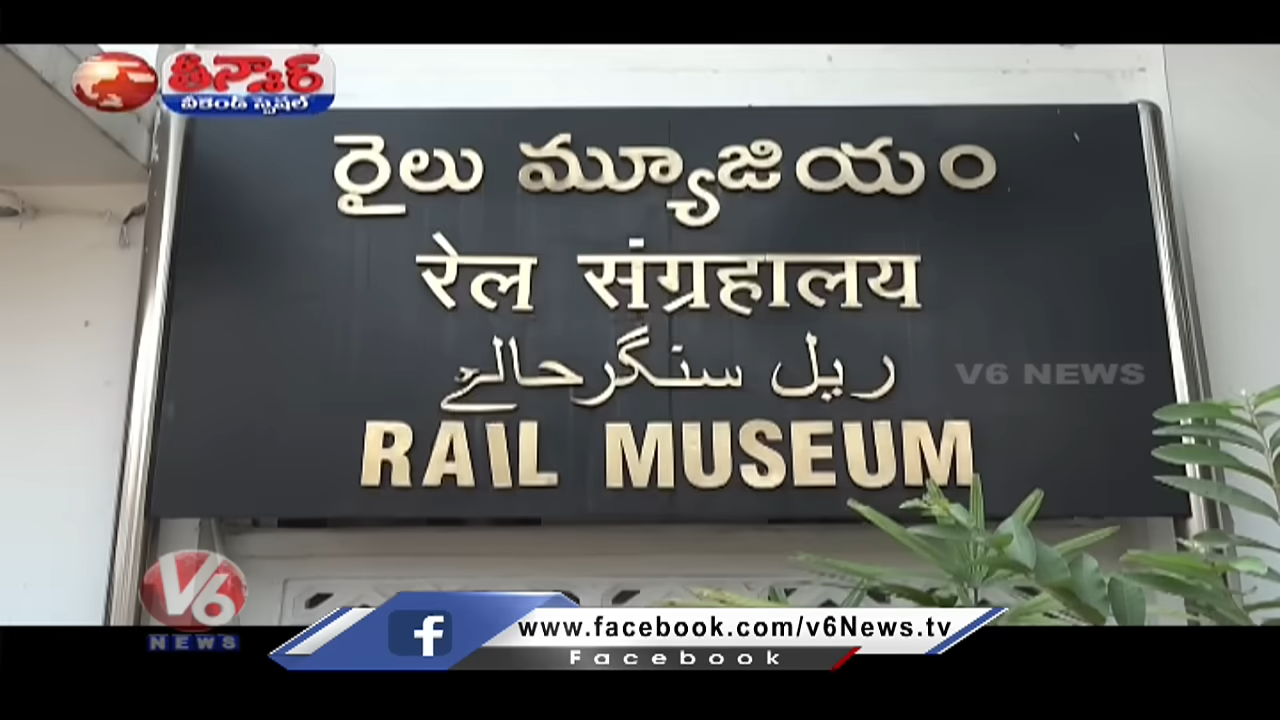 తీన్మార్
వీకెండ్ స్పెషల్
రైలు మ్యూజియం
रेल संग्रहालय
ریل سنگرحالے
V6 NEWS
RAIL MUSEUM
V6
NEWS
f
www.facebook.com/v6News.tv
Facebook